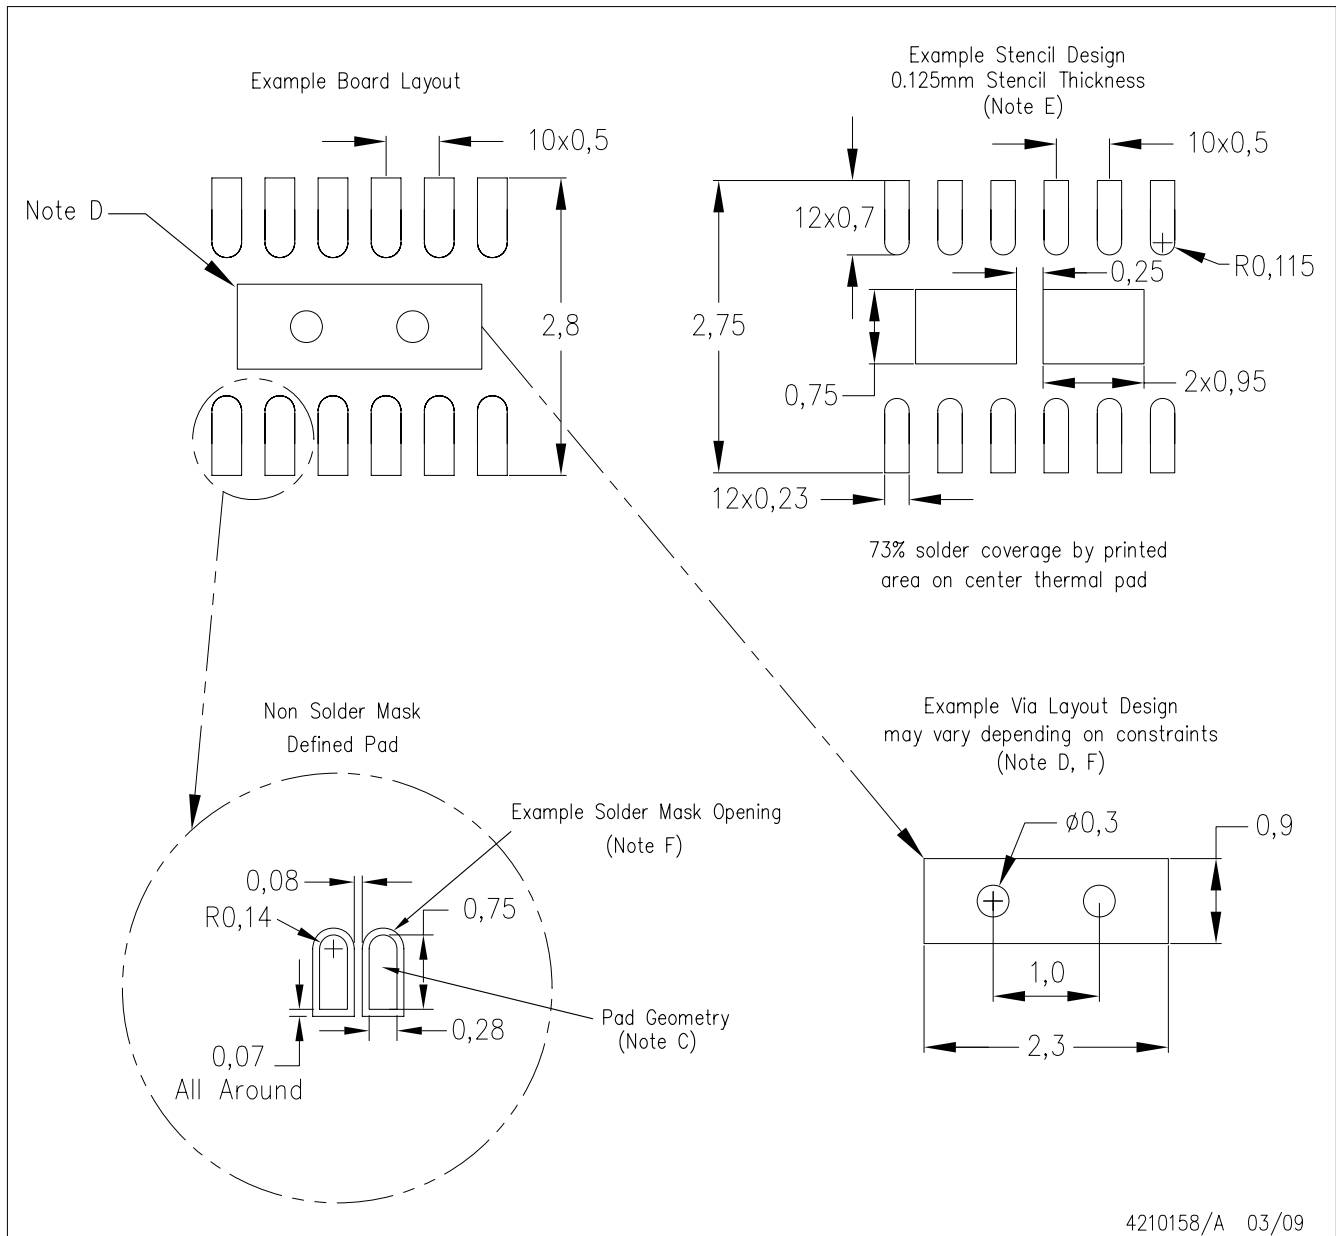 Example Board Layout
10x0,5
Note D
2,8
Example Stencil Design
0.125mm Stencil Thickness
(Note E)
10x0,5
12x0,7
R0,115
0,25
2,75
0,75
2x0,95
12x0,23
73% solder coverage by printed
area on center thermal pad
Non Solder Mask
Defined Pad
Example Solder Mask Opening
(Note F)
0,08
R0,14
0,75
0,28
Pad Geometry
(Note C)
0,07
All Around
Example Via Layout Design
may vary depending on constraints
(Note D, F)
ø0,3
0,9
1,0
2,3
4210158/A 03/09